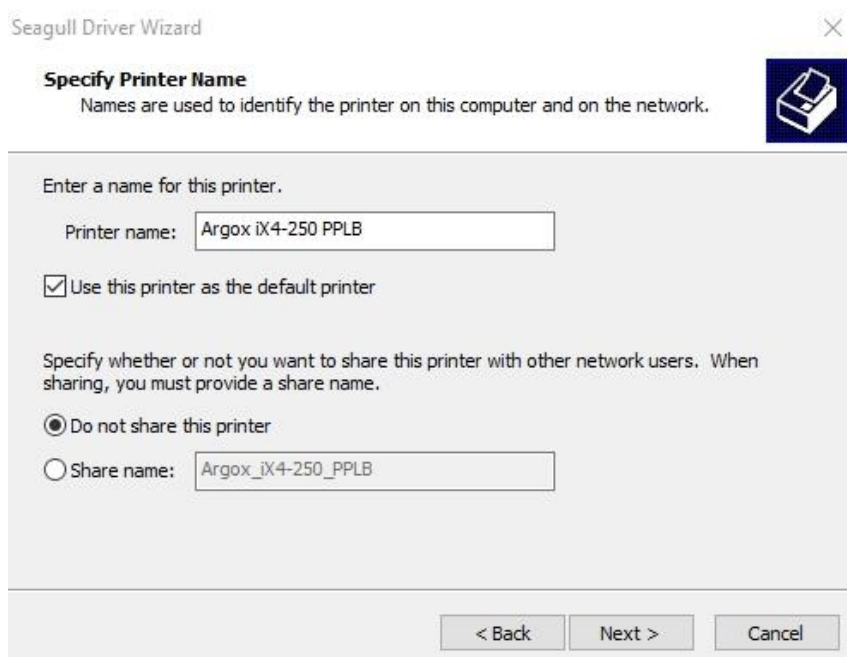 Seagull Driver Wizard
Specify Printer Name
Names are used to identify the printer on this computer and on the network.
Enter a name for this printer.
Printer name: Argox iX4-250 PPLB
Use this printer as the default printer
Specify whether or not you want to share this printer with other network users.  When
sharing, you must provide a share name.
Do not share this printer
Share name: Argox_iX4-250_PPLB
< Back Next > Cancel